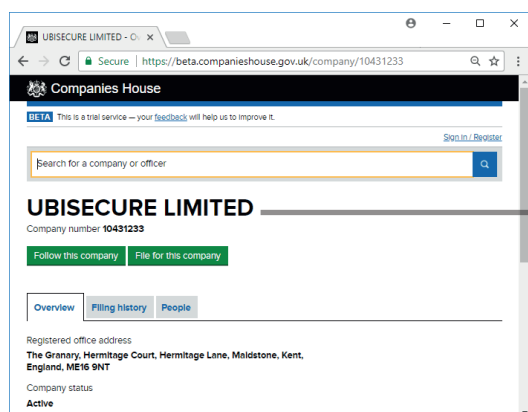 UBISECURE LIMITED - O
Secure | https://beta.companieshouse.gov.uk/company/10431233
Companies House
BETA This is a trial service — your feedback will help us to improve it.
Sign in / Register
Search for a company or officer
UBISECURE LIMITED
Company number 10431233
Follow this company File for this company
Overview Filing history People
Registered office address
The Granary, Hermitage Court, Hermitage Lane, Maidstone, Kent,
England, ME16 9NT
Company status
Active